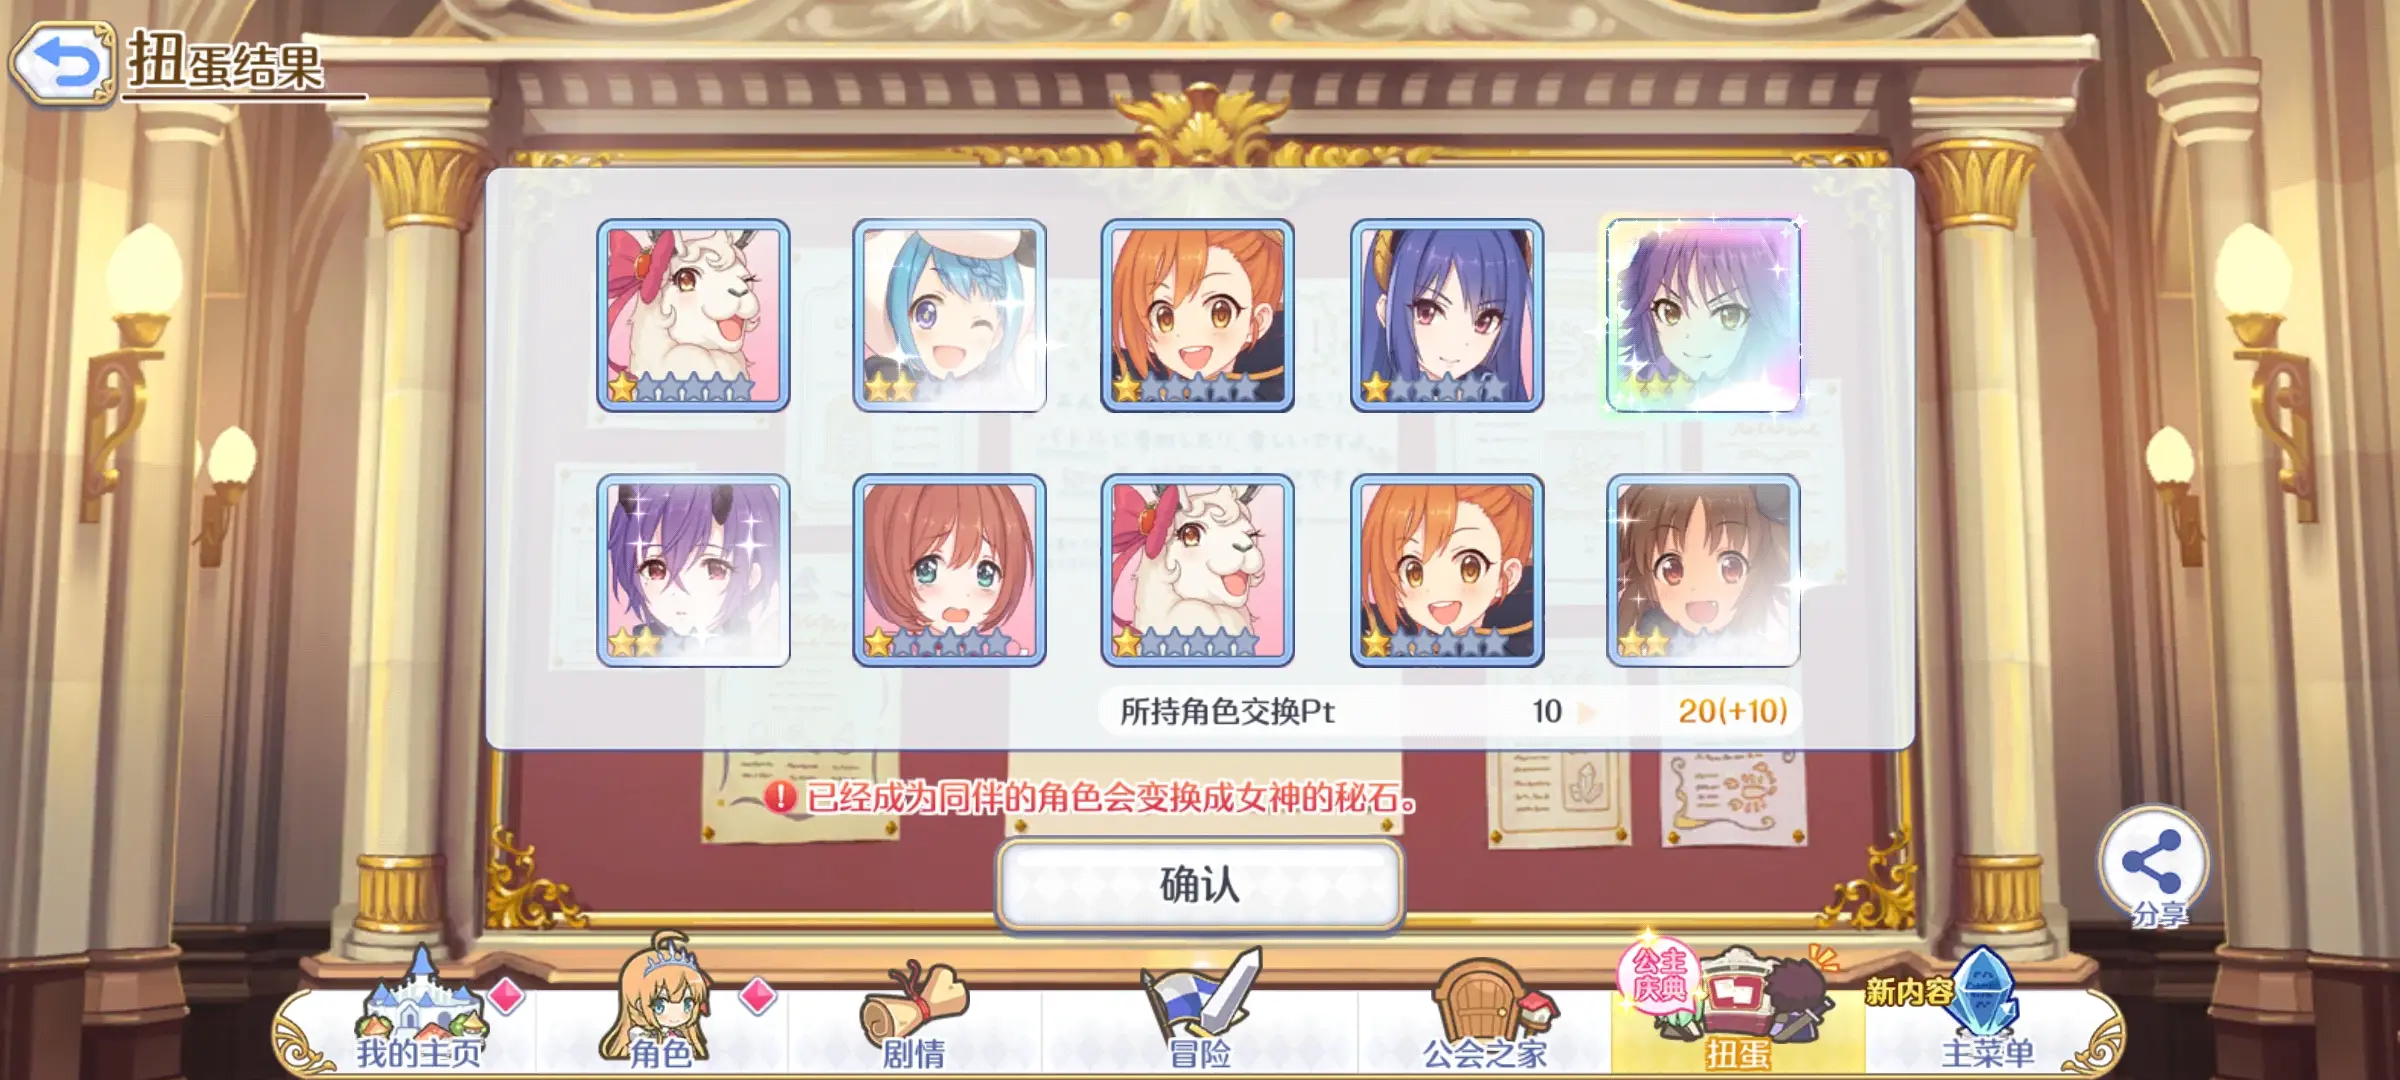 扭蛋结果
所持角色交换Pt 10 20(+10)
已经成为同伴的角色会变换成女神的秘石。
确认
分享
公主
庆典
新内容
我的主页
角色
剧情
冒险
公会之家
扭蛋
主菜单